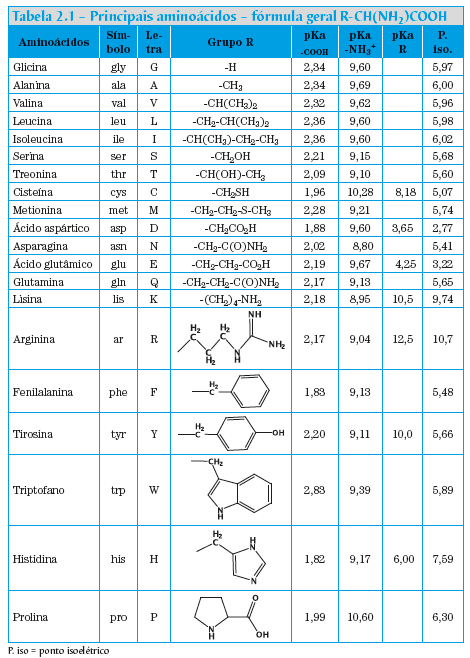 Tabela 2.1 – Principais aminoácidos – fórmula geral R-CH(NH2)COOH
Aminoácidos Sím-bolo Le-tra Grupo R pKa -COOH pKa -NH3+ pKa R P. iso.
Glicina gly G -H 2,34 9,60 5,97
Alanina ala A -CH3 2,34 9,69 6,00
Valina val V -CH(CH3)2 2,32 9,62 5,96
Leucina leu L -CH2-CH(CH3)2 2,36 9,60 5,98
Isoleucina ile I -CH(CH3)-CH2-CH3 2,36 9,60 6,02
Serina ser S -CH2OH 2,21 9,15 5,68
Treonina thr T -CH(OH)-CH3 2,09 9,10 5,60
Cisteína cys C -CH2SH 1,96 10,28 8,18 5,07
Metionina met M -CH2-CH2-S-CH3 2,28 9,21 5,74
Ácido aspártico asp D -CH2CO2H 1,88 9,60 3,65 2,77
Asparagina asn N -CH2-C(O)NH2 2,02 8,80 5,41
Ácido glutâmico glu E -CH2-CH2-CO2H 2,19 9,67 4,25 3,22
Glutamina gln Q -CH2-CH2-C(O)NH2 2,17 9,13 5,65
Lisina lis K -(CH2)4-NH2 2,18 8,95 10,5 9,74
Arginina ar R H2 C C H2 H2 C N H NH NH2 2,17 9,04 12,5 10,7
Fenilalanina phe F H2 C 1,83 9,13 5,48
Tirosina tyr Y H2 C OH 2,20 9,11 10,0 5,66
Triptofano trp W CH2 N H 2,83 9,39 5,89
Histidina his H H2 C H N N 1,82 9,17 6,00 7,59
Prolina pro P N H O OH 1,99 10,60 6,30
P. iso = ponto isoelétrico